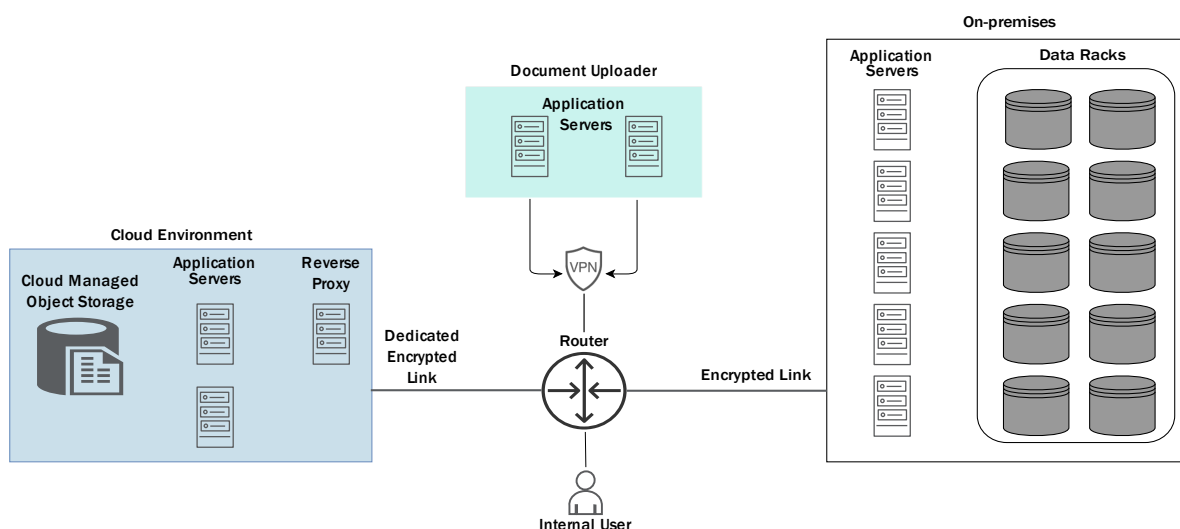 On-premises
Document Uploader
Application
Servers
Application
Servers
Data Racks
Cloud Environment
Cloud Managed
Object Storage
Application
Servers
Reverse
Proxy
VPN
Dedicated
Encrypted
Link
Router
Encrypted Link
Internal User